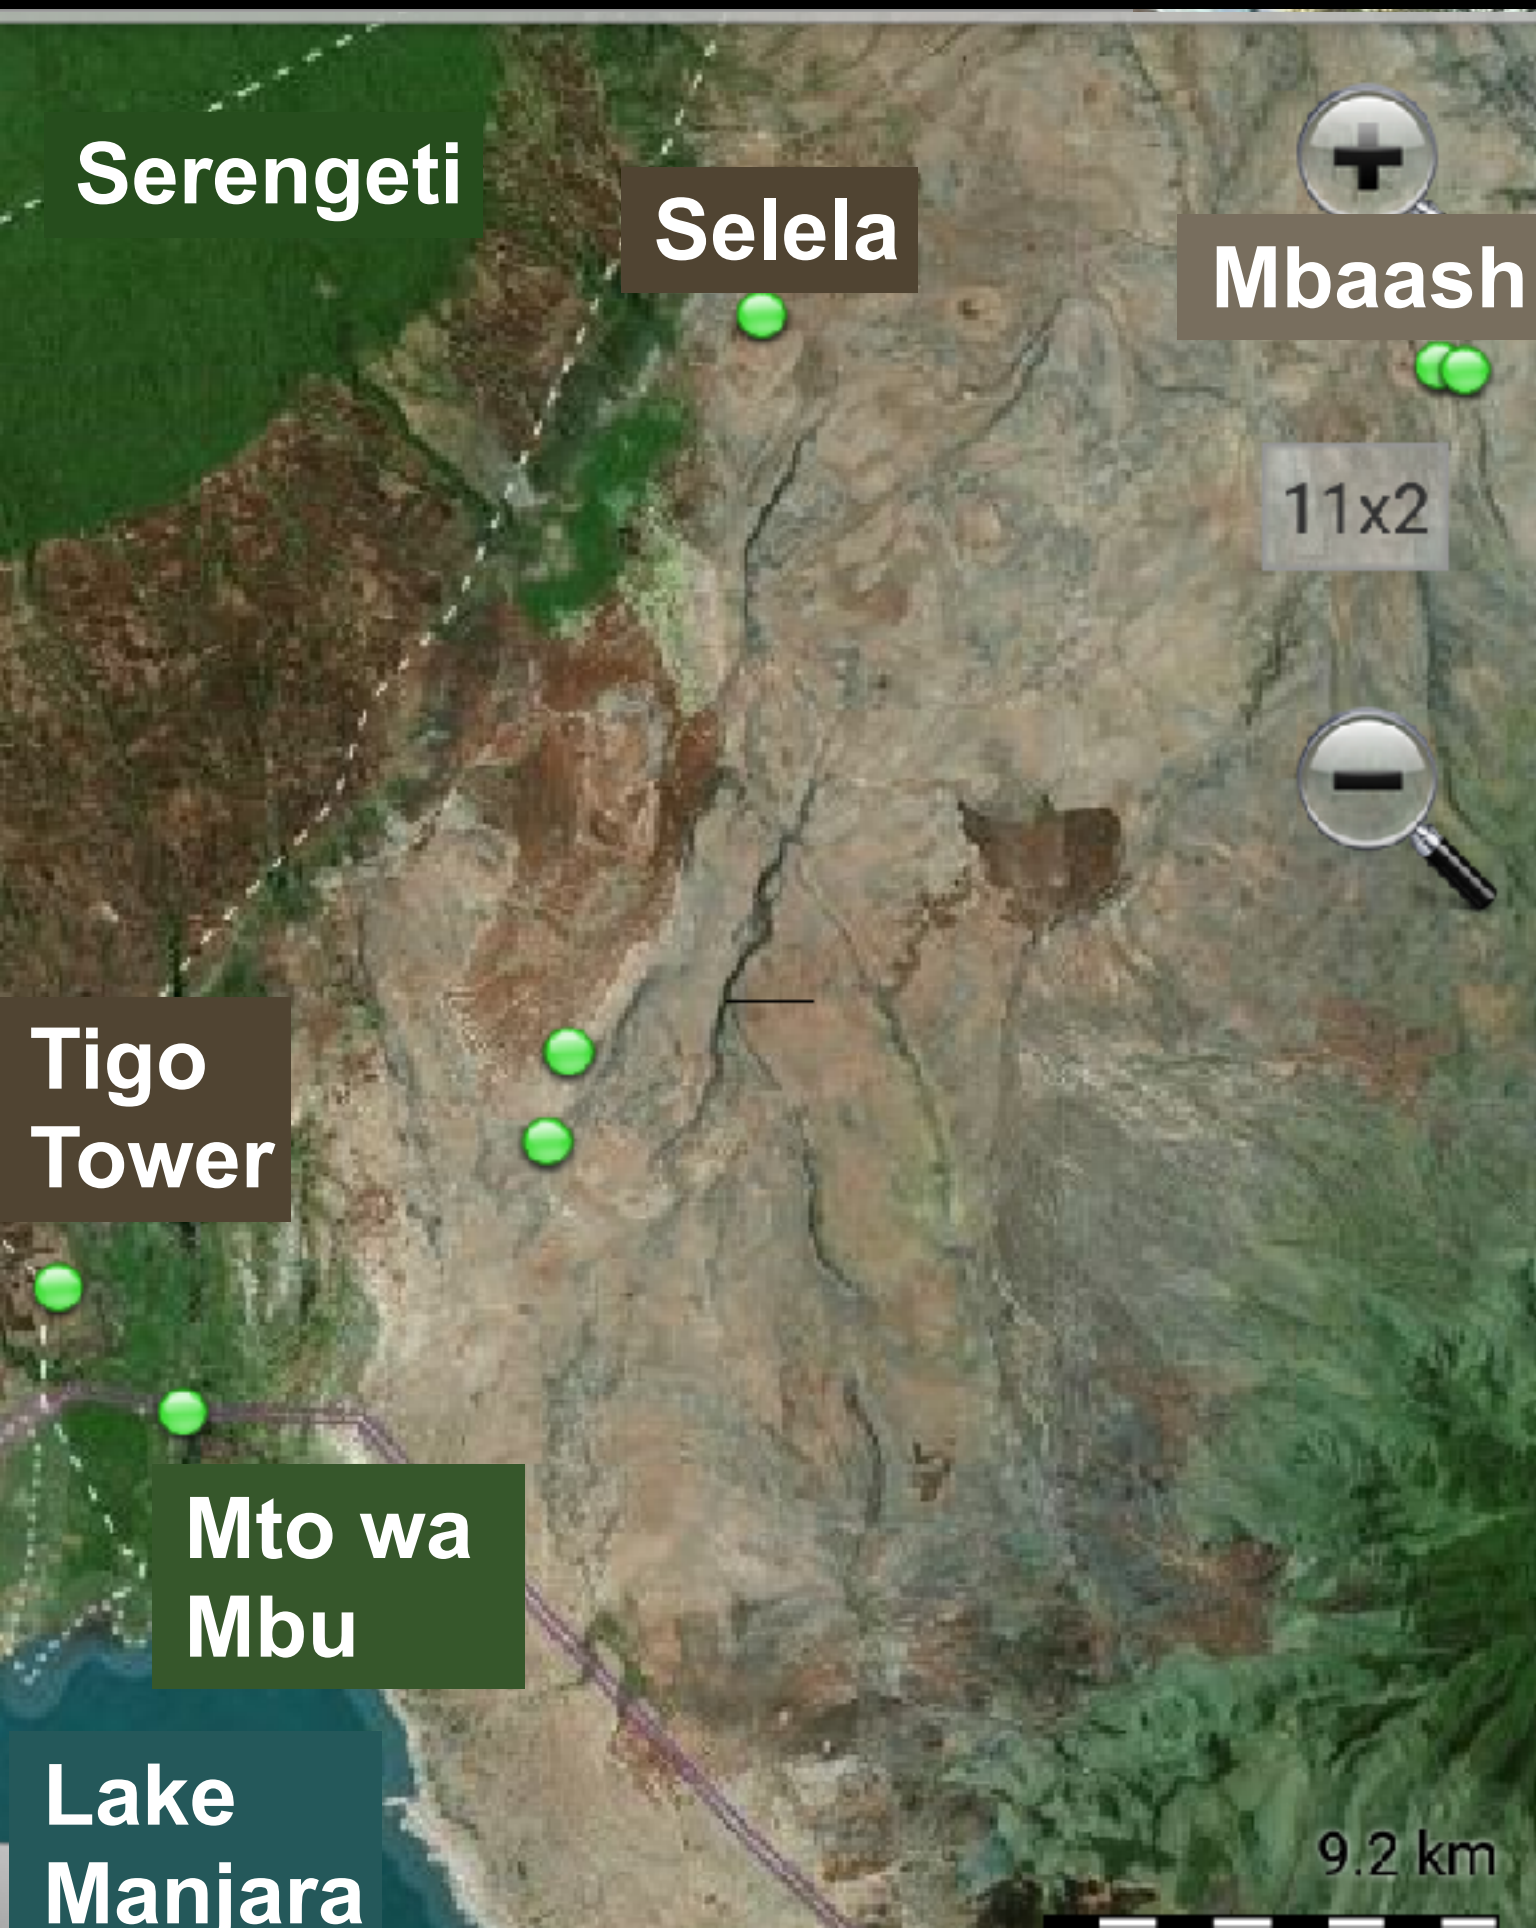 Serengeti
Selela
Mbaash
11x2
Tigo
Tower
Mto wa
Mbu
Lake
Manjara
9.2 km